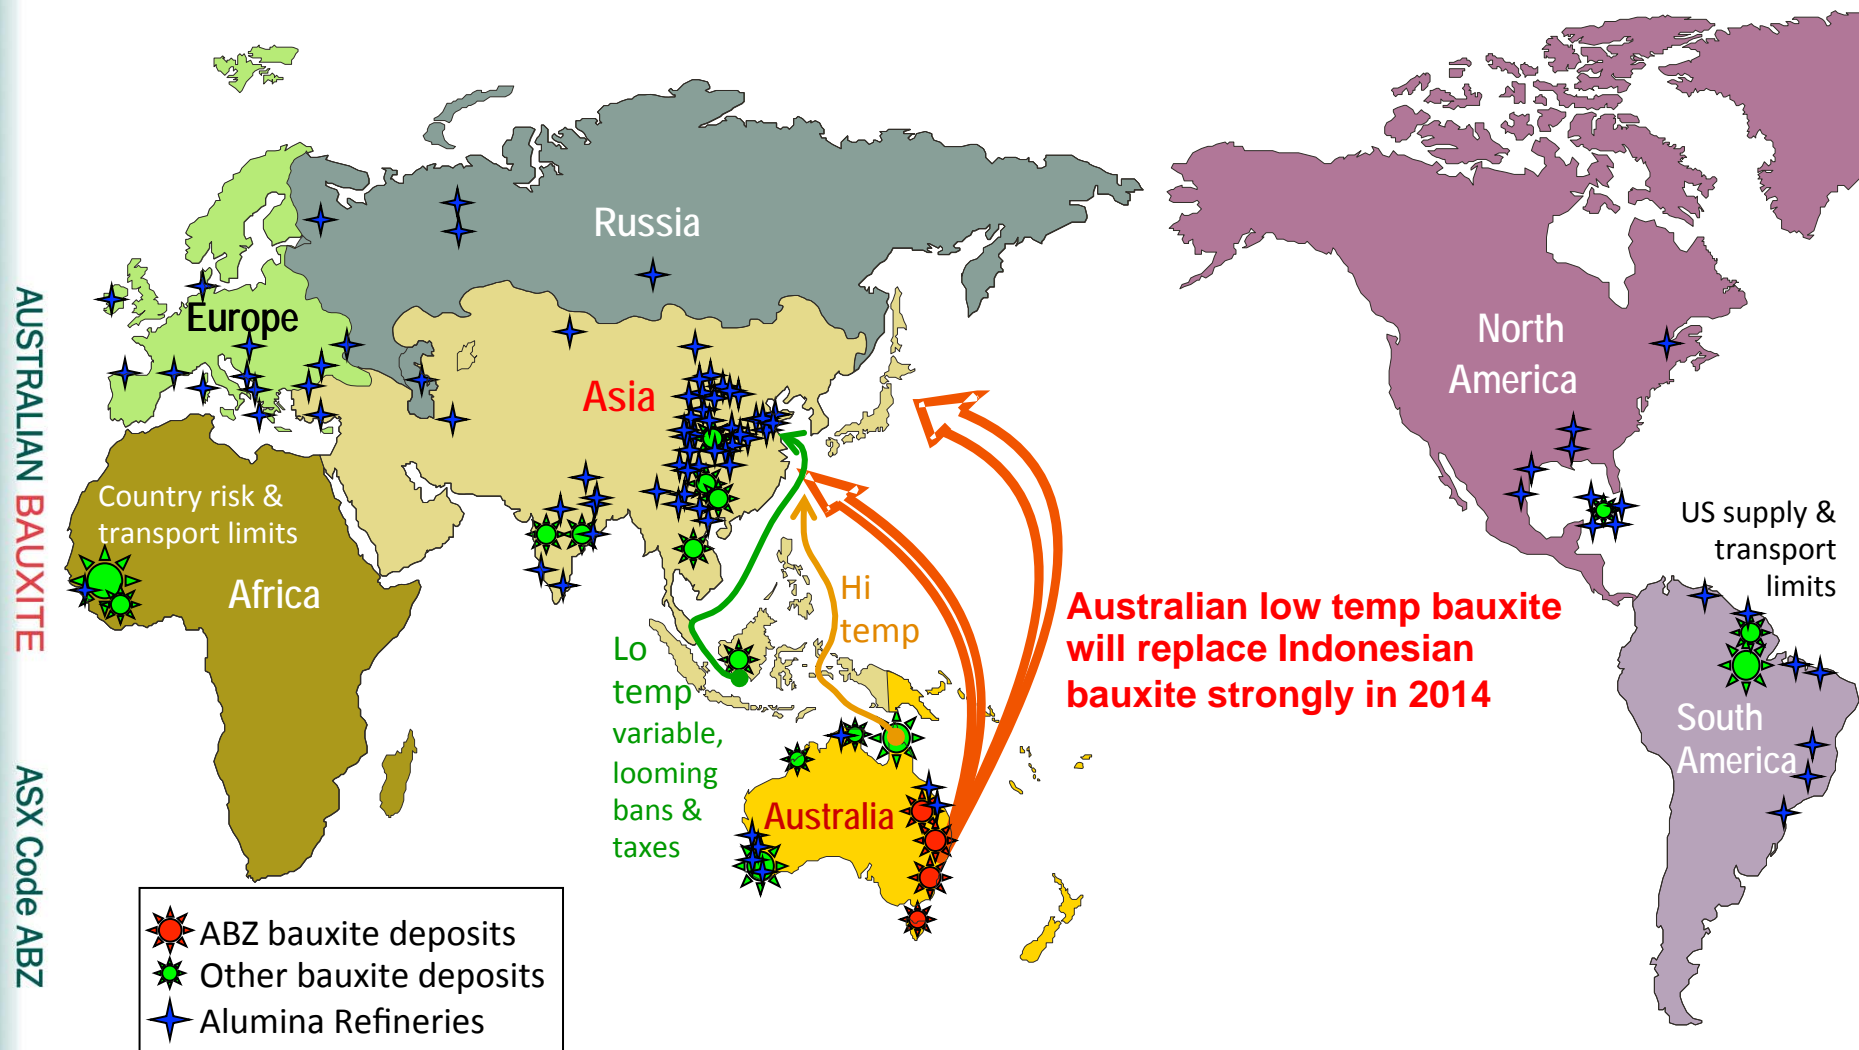 AUSTRALIAN BAUXITE
ASX Code ABZ
Russia
Europe
Asia
North
America
Country risk &
transport limits
Africa
US supply &
transport
limits
Hi
temp
Australian low temp bauxite
will replace Indonesian
bauxite strongly in 2014
Lo
temp
variable,
looming
bans &
taxes
South
America
Australia
ABZ bauxite deposits
Other bauxite deposits
Alumina Refineries